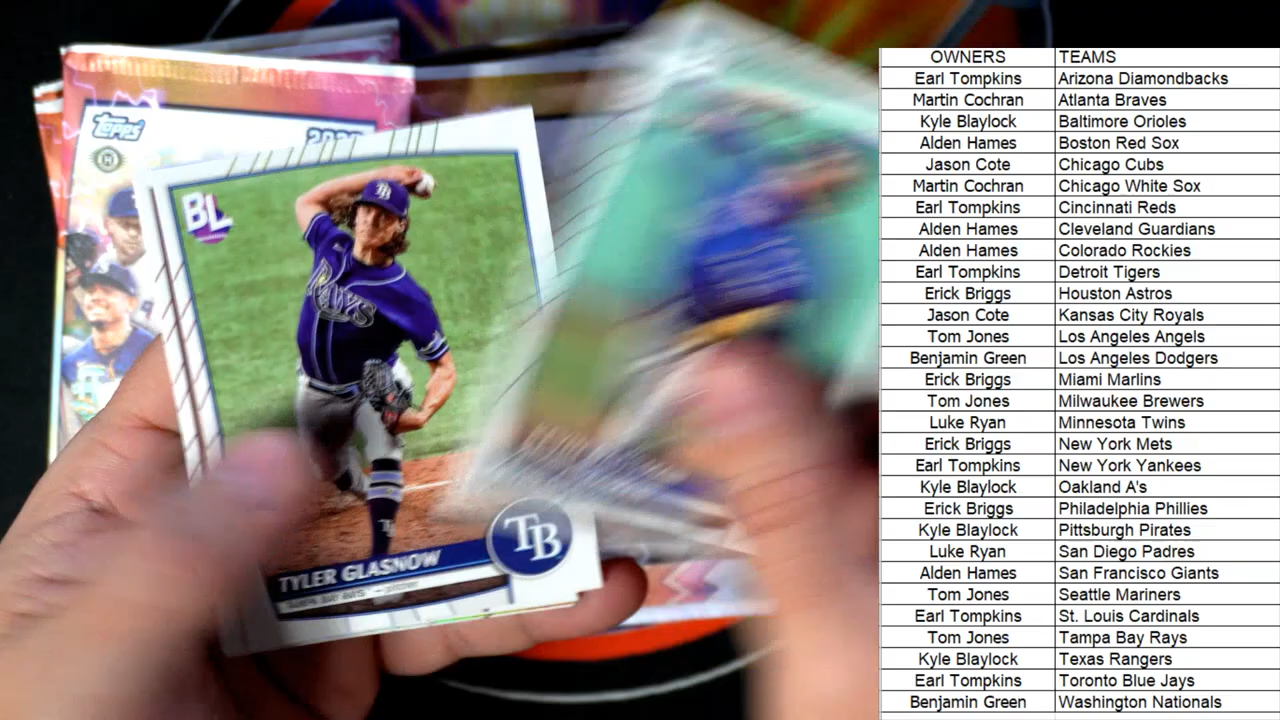 Topps
BL
TB
RAYS
TB
TYLER GLASNOW
TAMPA BAY RAYS
PITCHER
OWNERS TEAMS
Earl Tompkins Arizona Diamondbacks
Martin Cochran Atlanta Braves
Kyle Blaylock Baltimore Orioles
Alden Hames Boston Red Sox
Jason Cote Chicago Cubs
Martin Cochran Chicago White Sox
Earl Tompkins Cincinnati Reds
Alden Hames Cleveland Guardians
Alden Hames Colorado Rockies
Earl Tompkins Detroit Tigers
Erick Briggs Houston Astros
Jason Cote Kansas City Royals
Tom Jones Los Angeles Angels
Benjamin Green Los Angeles Dodgers
Erick Briggs Miami Marlins
Tom Jones Milwaukee Brewers
Luke Ryan Minnesota Twins
Erick Briggs New York Mets
Earl Tompkins New York Yankees
Kyle Blaylock Oakland A's
Erick Briggs Philadelphia Phillies
Kyle Blaylock Pittsburgh Pirates
Luke Ryan San Diego Padres
Alden Hames San Francisco Giants
Tom Jones Seattle Mariners
Earl Tompkins St. Louis Cardinals
Tom Jones Tampa Bay Rays
Kyle Blaylock Texas Rangers
Earl Tompkins Toronto Blue Jays
Benjamin Green Washington Nationals